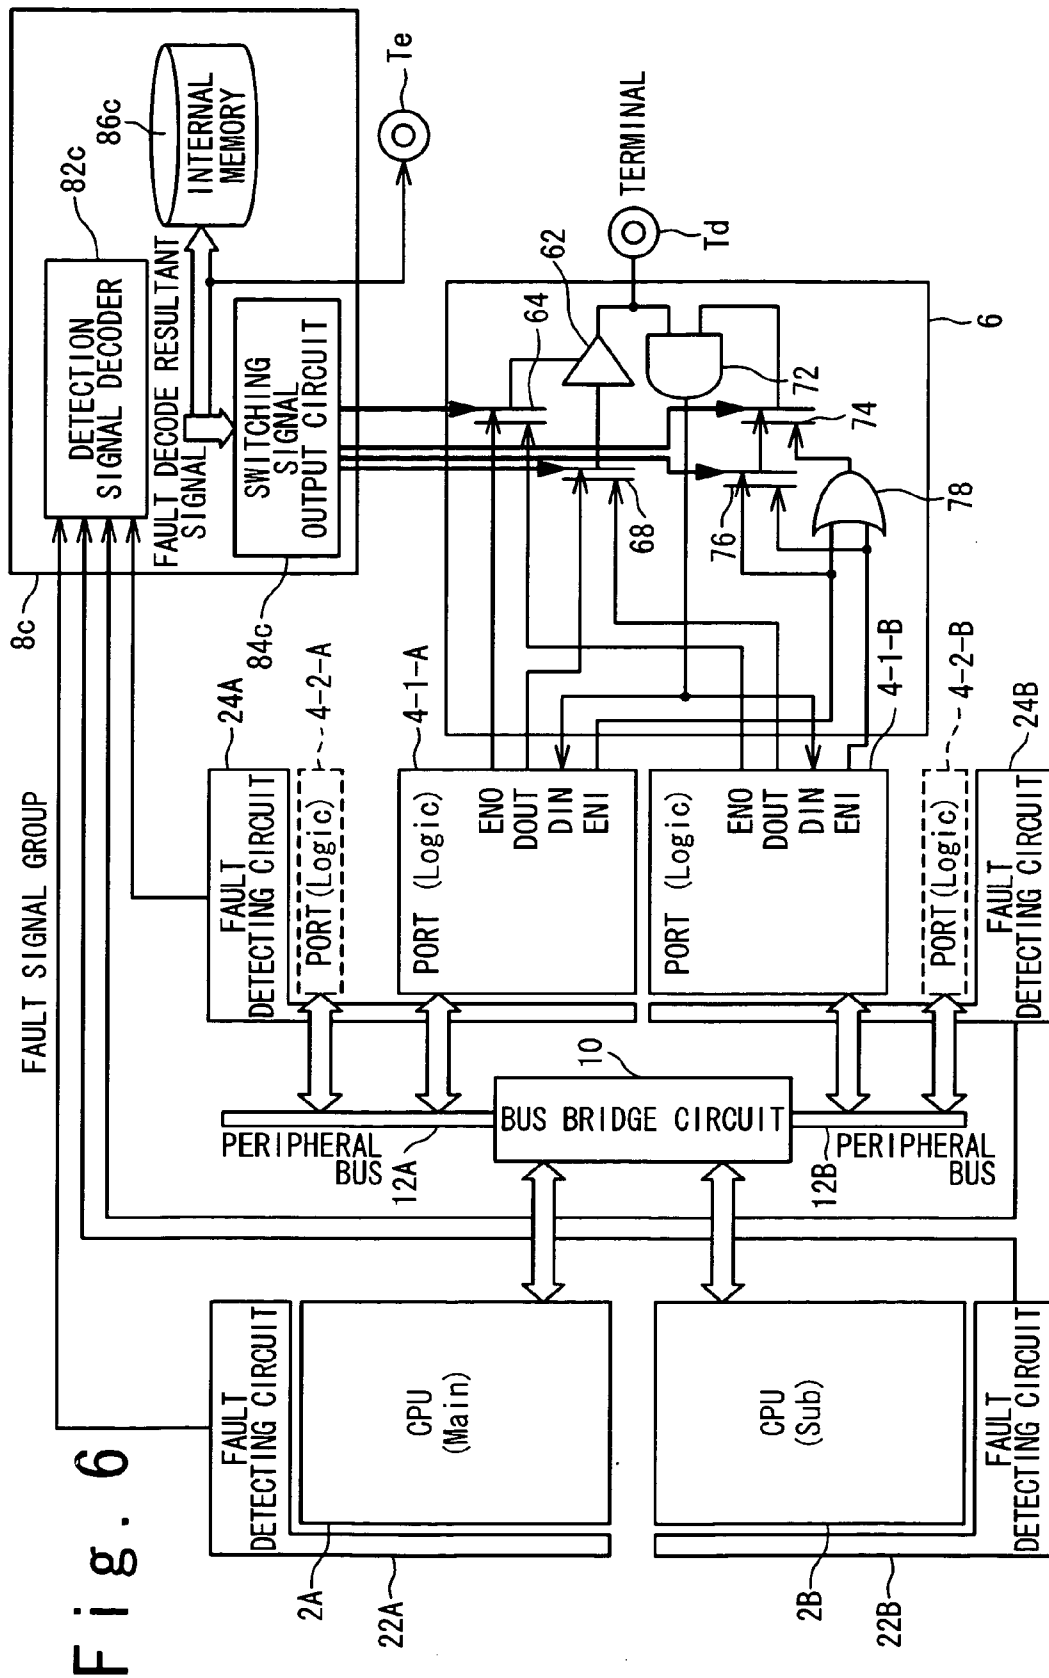 Fig. 6
FAULT SIGNAL GROUP
8c
DETECTION
SIGNAL DECODER
82c
86c
INTERNAL
MEMORY
FAULT DECODE RESULTANT
SIGNAL
SWITCHING
SIGNAL
OUTPUT CIRCUIT
84c
Te
22A
FAULT
DETECTING CIRCUIT
2A
CPU
(Main)
CPU
(Sub)
2B
FAULT
DETECTING CIRCUIT
22B
PERIPHERAL
BUS
12A
10
BUS BRIDGE CIRCUIT
12B
PERIPHERAL
BUS
24A
FAULT
DETECTING CIRCUIT
4-2-A
PORT(Logic)
4-1-A
PORT (Logic)
ENO
DOUT
DIN
ENI
PORT (Logic)
ENO
DOUT
DIN
ENI
4-1-B
4-2-B
PORT(Logic)
24B
FAULT
DETECTING CIRCUIT
62
64
68
TERMINAL
Td
72
74
76
78
6